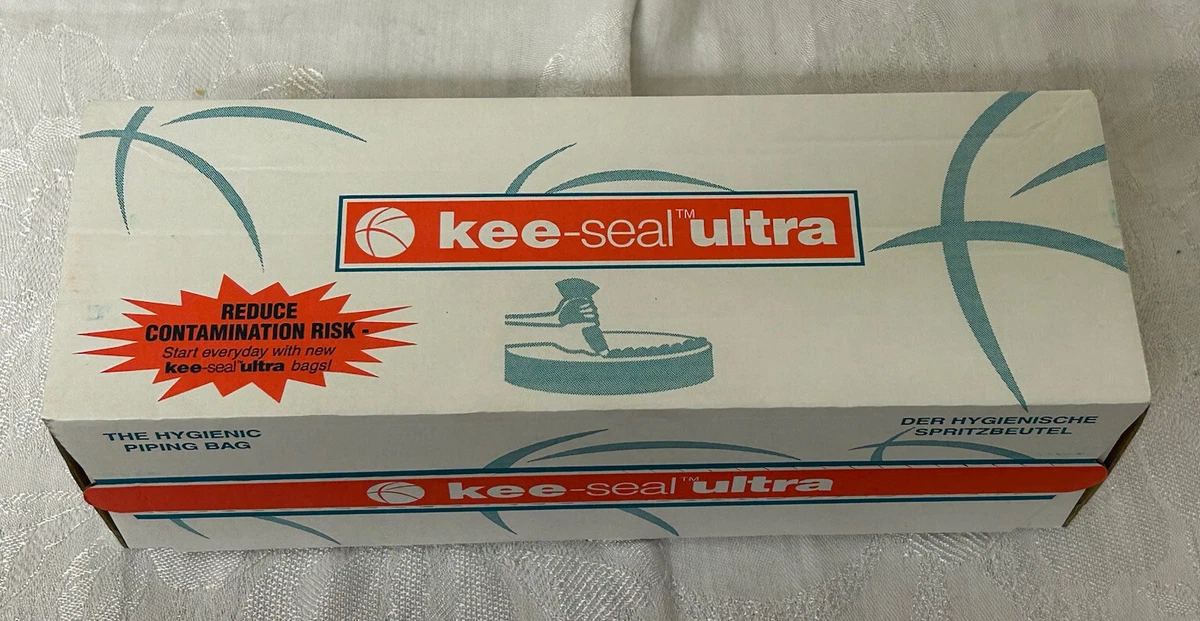 kee-seal™ultra
REDUCE
CONTAMINATION RISK -
Start everyday with new
kee-seal™ultra bags!
THE HYGIENIC
PIPING BAG
DER HYGIENISCHE
SPRITZBEUTEL
kee-seal™ultra